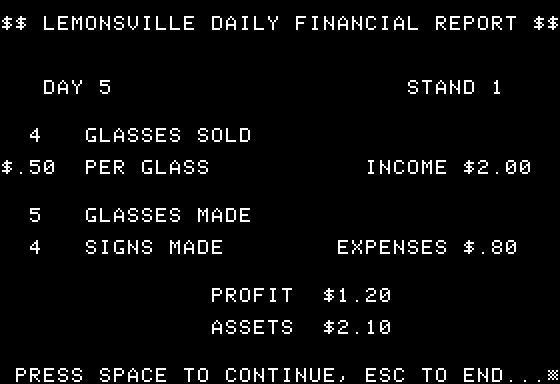 $$ LEMONSVILLE DAILY FINANCIAL REPORT $$
DAY 5 STAND 1
4 GLASSES SOLD
$.50 PER GLASS INCOME $2.00
5 GLASSES MADE
4 SIGNS MADE EXPENSES $.80
PROFIT $1.20
ASSETS $2.10
PRESS SPACE TO CONTINUE, ESC TO END...